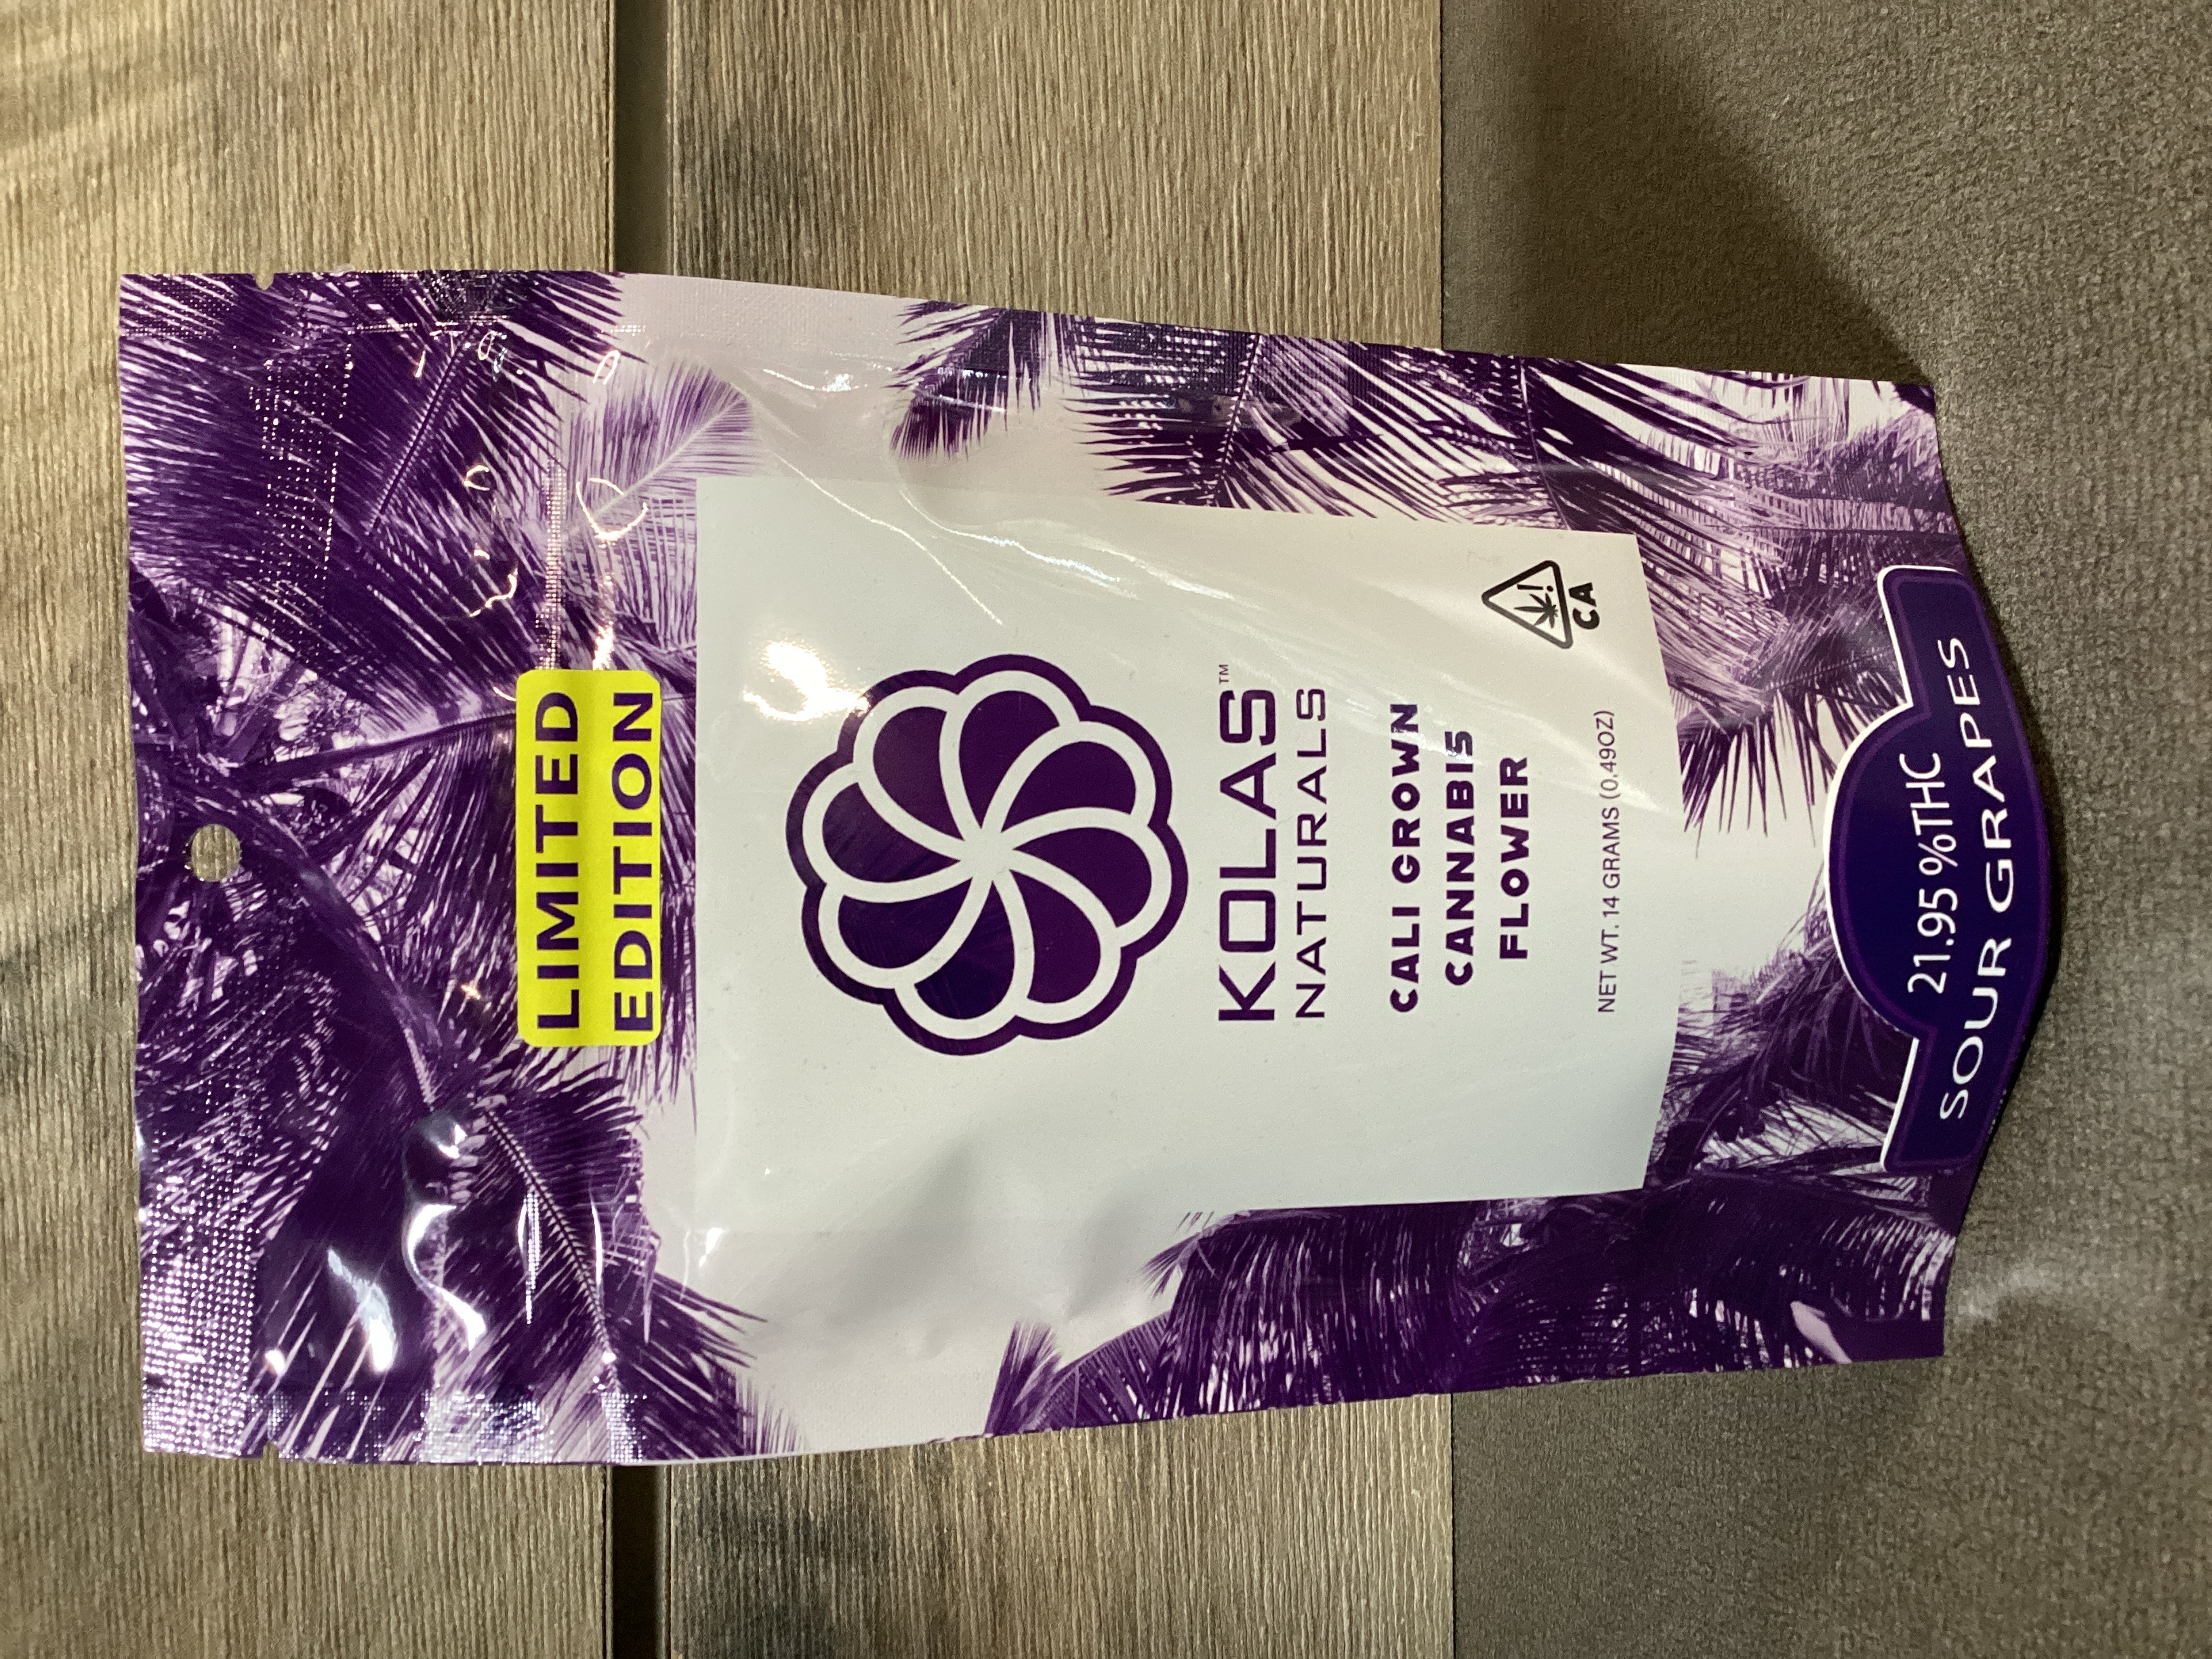 LIMITED
EDITION
KOLAS™
NATURALS
CALI GROWN
CANNABIS
FLOWER
!
CA
NET WT. 14 GRAMS (0.49OZ)
21.95 %THC
SOUR GRAPES